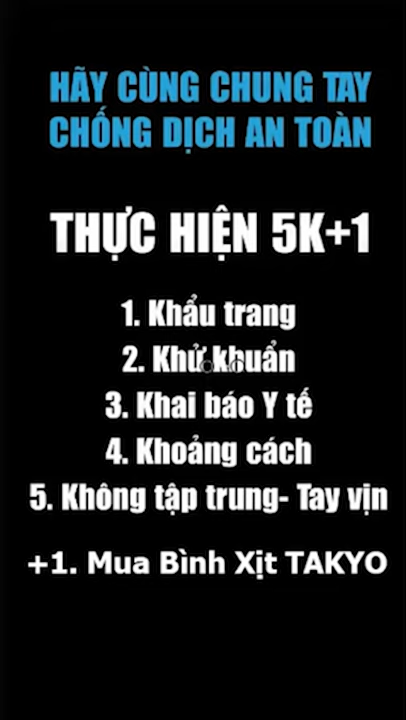 HÃY CÙNG CHUNG TAY
CHỐNG DỊCH AN TOÀN
THỰC HIỆN 5K+1
1. Khẩu trang
2. Khử khuẩn
3. Khai báo Y tế
4. Khoảng cách
5. Không tập trung- Tay vịn
+1. Mua Bình Xịt TAKYO